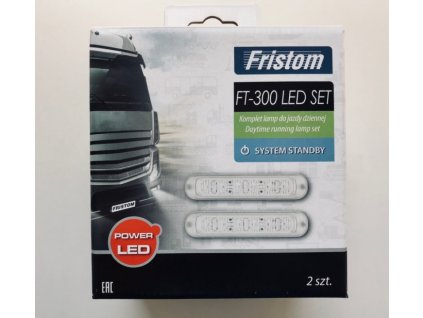 Fristom
FT-300 LED SET
Komplet lamp do jazdy dziennej
Daytime running lamp set
SYSTEM STANDBY
FRISTOM
POWER
LED
EAC
2 szt.